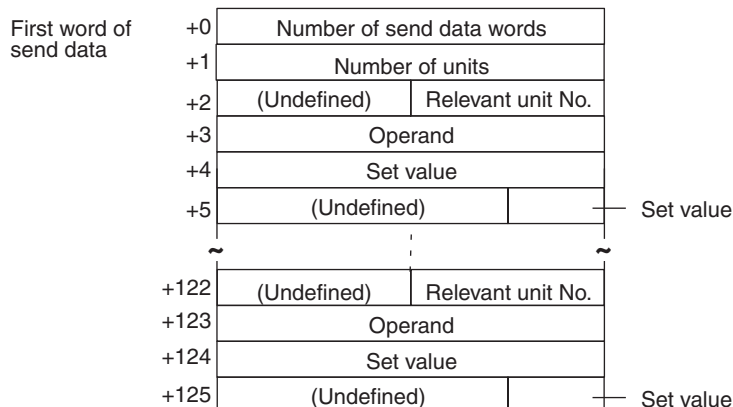 First word of
send data
+0 Number of send data words
+1 Number of units
+2 (Undefined) Relevant unit No.
+3 Operand
+4 Set value
+5 (Undefined) Set value
~ ~
+122 (Undefined) Relevant unit No.
+123 Operand
+124 Set value
+125 (Undefined) Set value